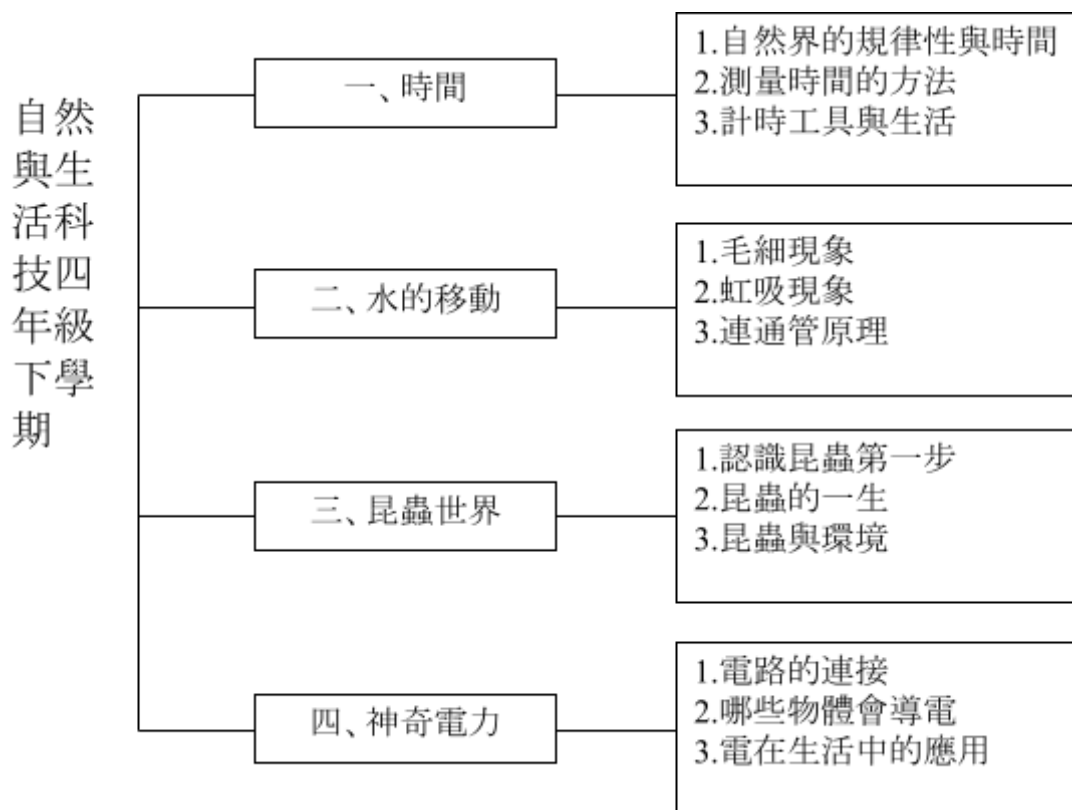 自然
與生
活科
技四
年級
下學
期
一、時間
1.自然界的規律性與時間
2.測量時間的方法
3.計時工具與生活
二、水的移動
1.毛細現象
2.虹吸現象
3.連通管原理
三、昆蟲世界
1.認識昆蟲第一步
2.昆蟲的一生
3.昆蟲與環境
四、神奇電力
1.電路的連接
2.哪些物體會導電
3.電在生活中的應用